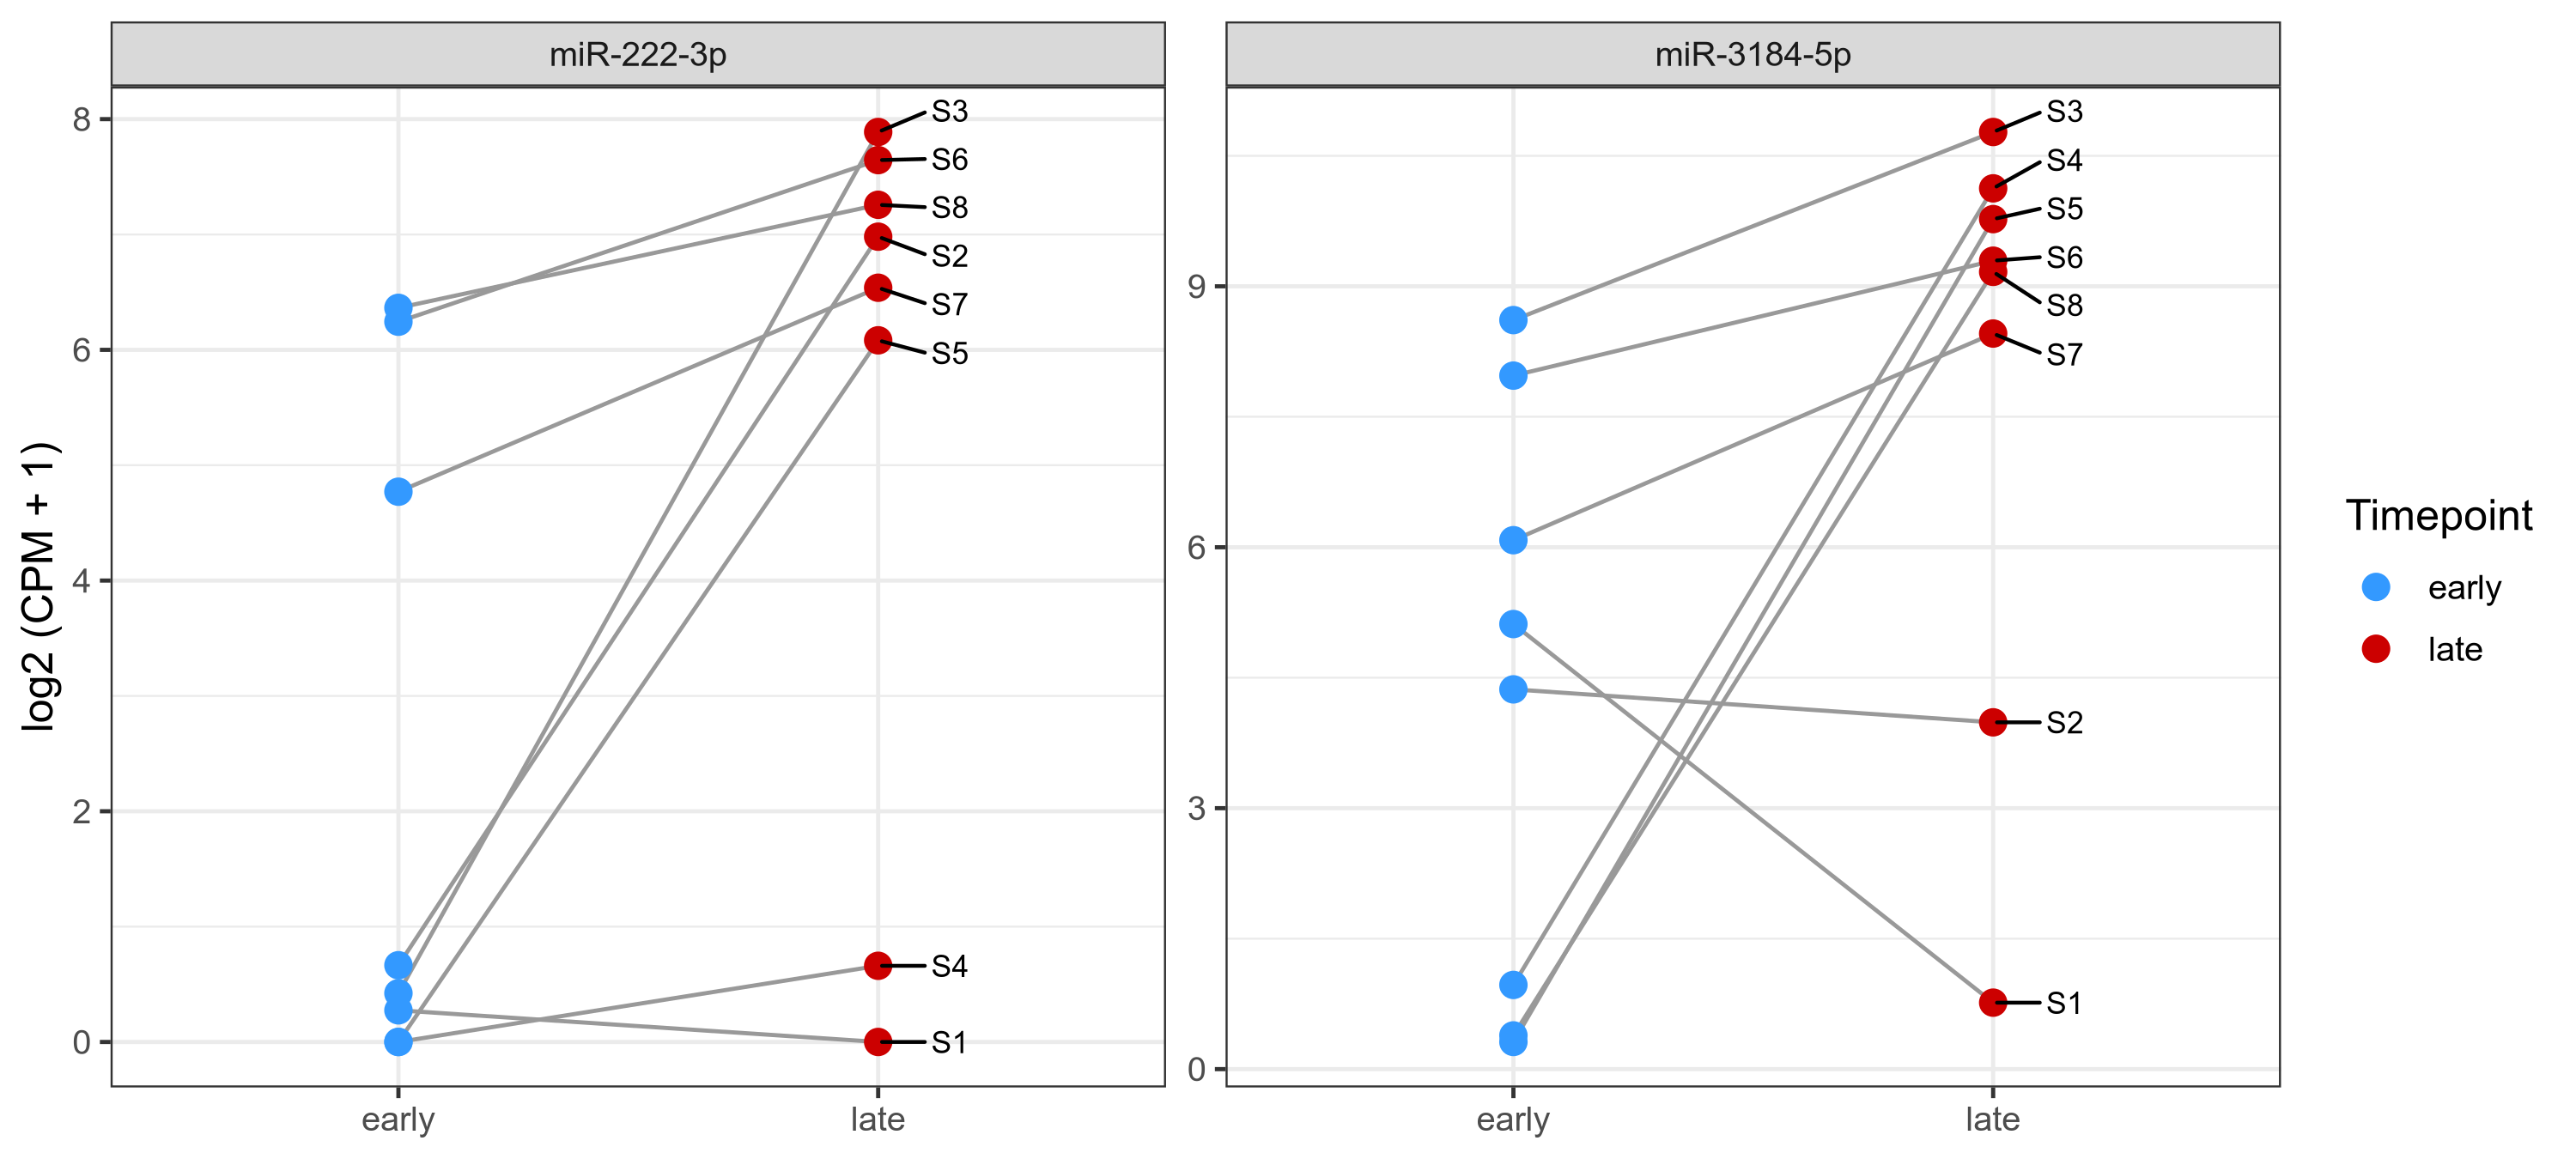 miR-222-3p
miR-3184-5p
log2 (CPM + 1)
8
6
4
2
0
S3
S6
S8
S2
S7
S5
S4
S1
early
late
9
6
3
0
S3
S4
S5
S6
S8
S7
S2
S1
early
late
Timepoint
early
late